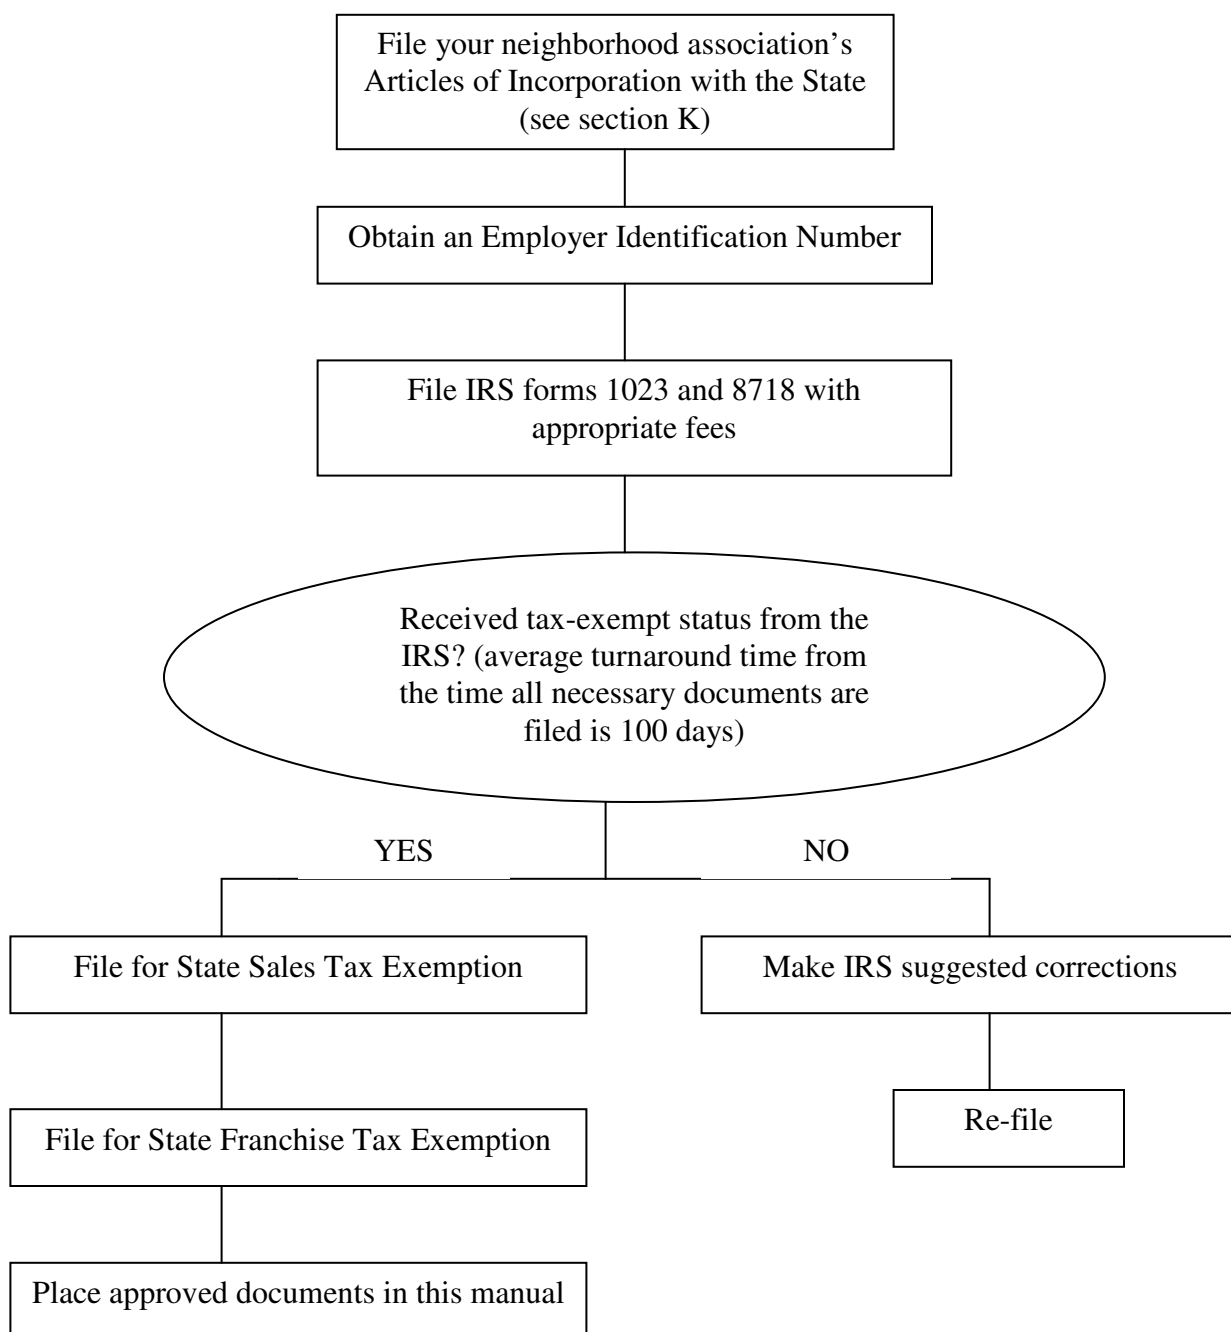 File your neighborhood association’s
Articles of Incorporation with the State
(see section K)
Obtain an Employer Identification Number
File IRS forms 1023 and 8718 with
appropriate fees
Received tax-exempt status from the
IRS? (average turnaround time from
the time all necessary documents are
filed is 100 days)
YES
NO
File for State Sales Tax Exemption
Make IRS suggested corrections
File for State Franchise Tax Exemption
Re-file
Place approved documents in this manual